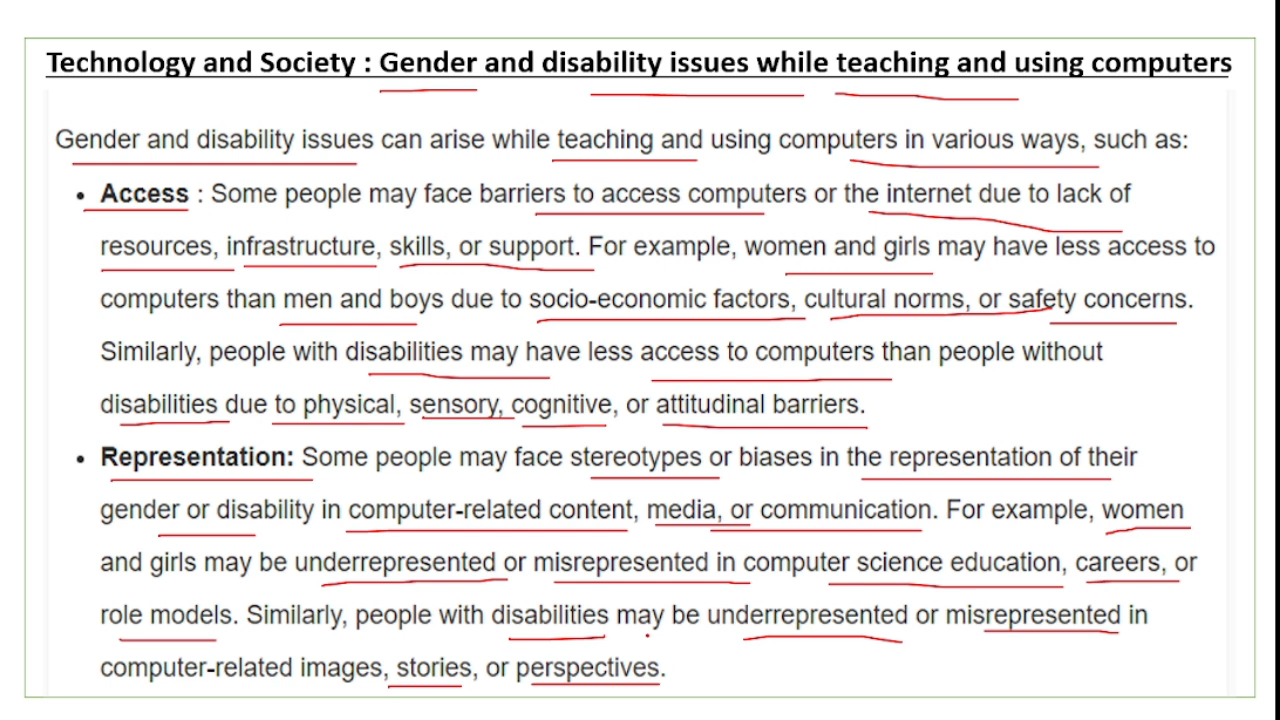 Technology and Society : Gender and disability issues while teaching and using computers
Gender and disability issues can arise while teaching and using computers in various ways, such as:
• Access : Some people may face barriers to access computers or the internet due to lack of
resources, infrastructure, skills, or support. For example, women and girls may have less access to
computers than men and boys due to socio-economic factors, cultural norms, or safety concerns.
Similarly, people with disabilities may have less access to computers than people without
disabilities due to physical, sensory, cognitive, or attitudinal barriers.
• Representation: Some people may face stereotypes or biases in the representation of their
gender or disability in computer-related content, media, or communication. For example, women
and girls may be underrepresented or misrepresented in computer science education, careers, or
role models. Similarly, people with disabilities may be underrepresented or misrepresented in
computer-related images, stories, or perspectives.